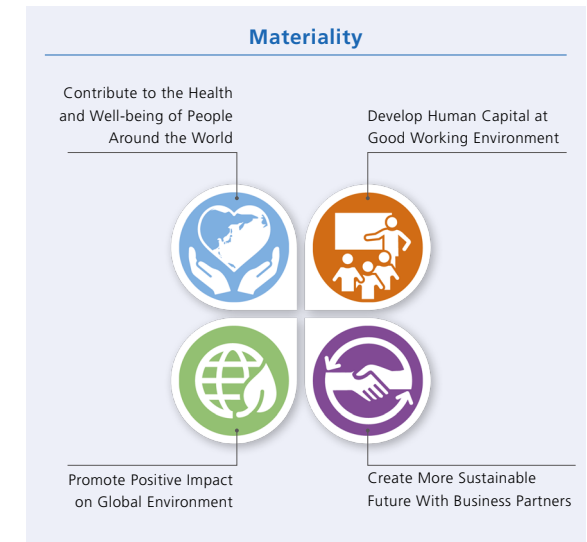 Materiality
Contribute to the Health
and Well-being of People
Around the World
Develop Human Capital at
Good Working Environment
Promote Positive Impact
on Global Environment
Create More Sustainable
Future With Business Partners